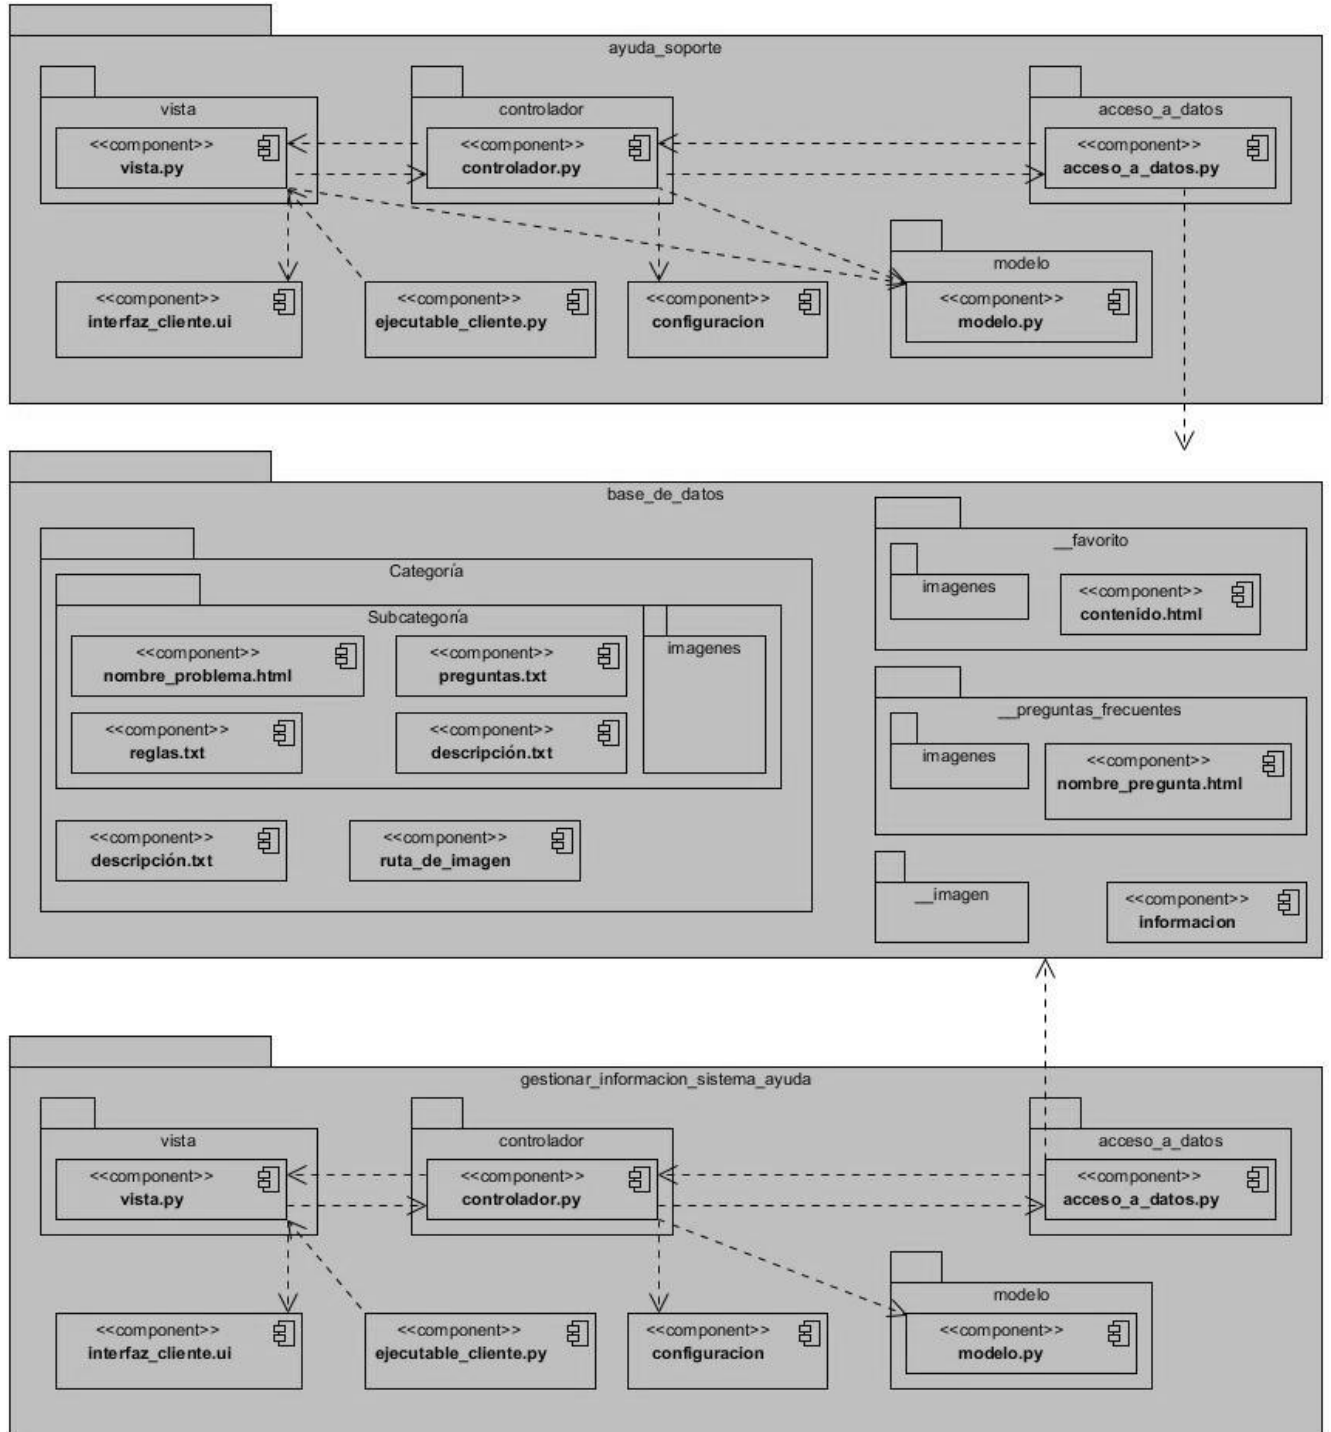 ayuda_soporte
vista
controlador
acceso_a_datos
<<component>>
vista.py
<<component>>
controlador.py
<<component>>
acceso_a_datos.py
modelo
<<component>>
interfaz_cliente.ui
<<component>>
ejecutable_cliente.py
<<component>>
configuracion
<<component>>
modelo.py
base_de_datos
Categoría
Subcategoría
<<component>>
nombre_problema.html
<<component>>
preguntas.txt
imagenes
<<component>>
reglas.txt
<<component>>
descripción.txt
<<component>>
descripción.txt
<<component>>
ruta_de_imagen
__favorito
imagenes
<<component>>
contenido.html
__preguntas_frecuentes
imagenes
<<component>>
nombre_pregunta.html
__imagen
<<component>>
informacion
gestionar_informacion_sistema_ayuda
vista
controlador
acceso_a_datos
<<component>>
vista.py
<<component>>
controlador.py
<<component>>
acceso_a_datos.py
modelo
<<component>>
interfaz_cliente.ui
<<component>>
ejecutable_cliente.py
<<component>>
configuracion
<<component>>
modelo.py